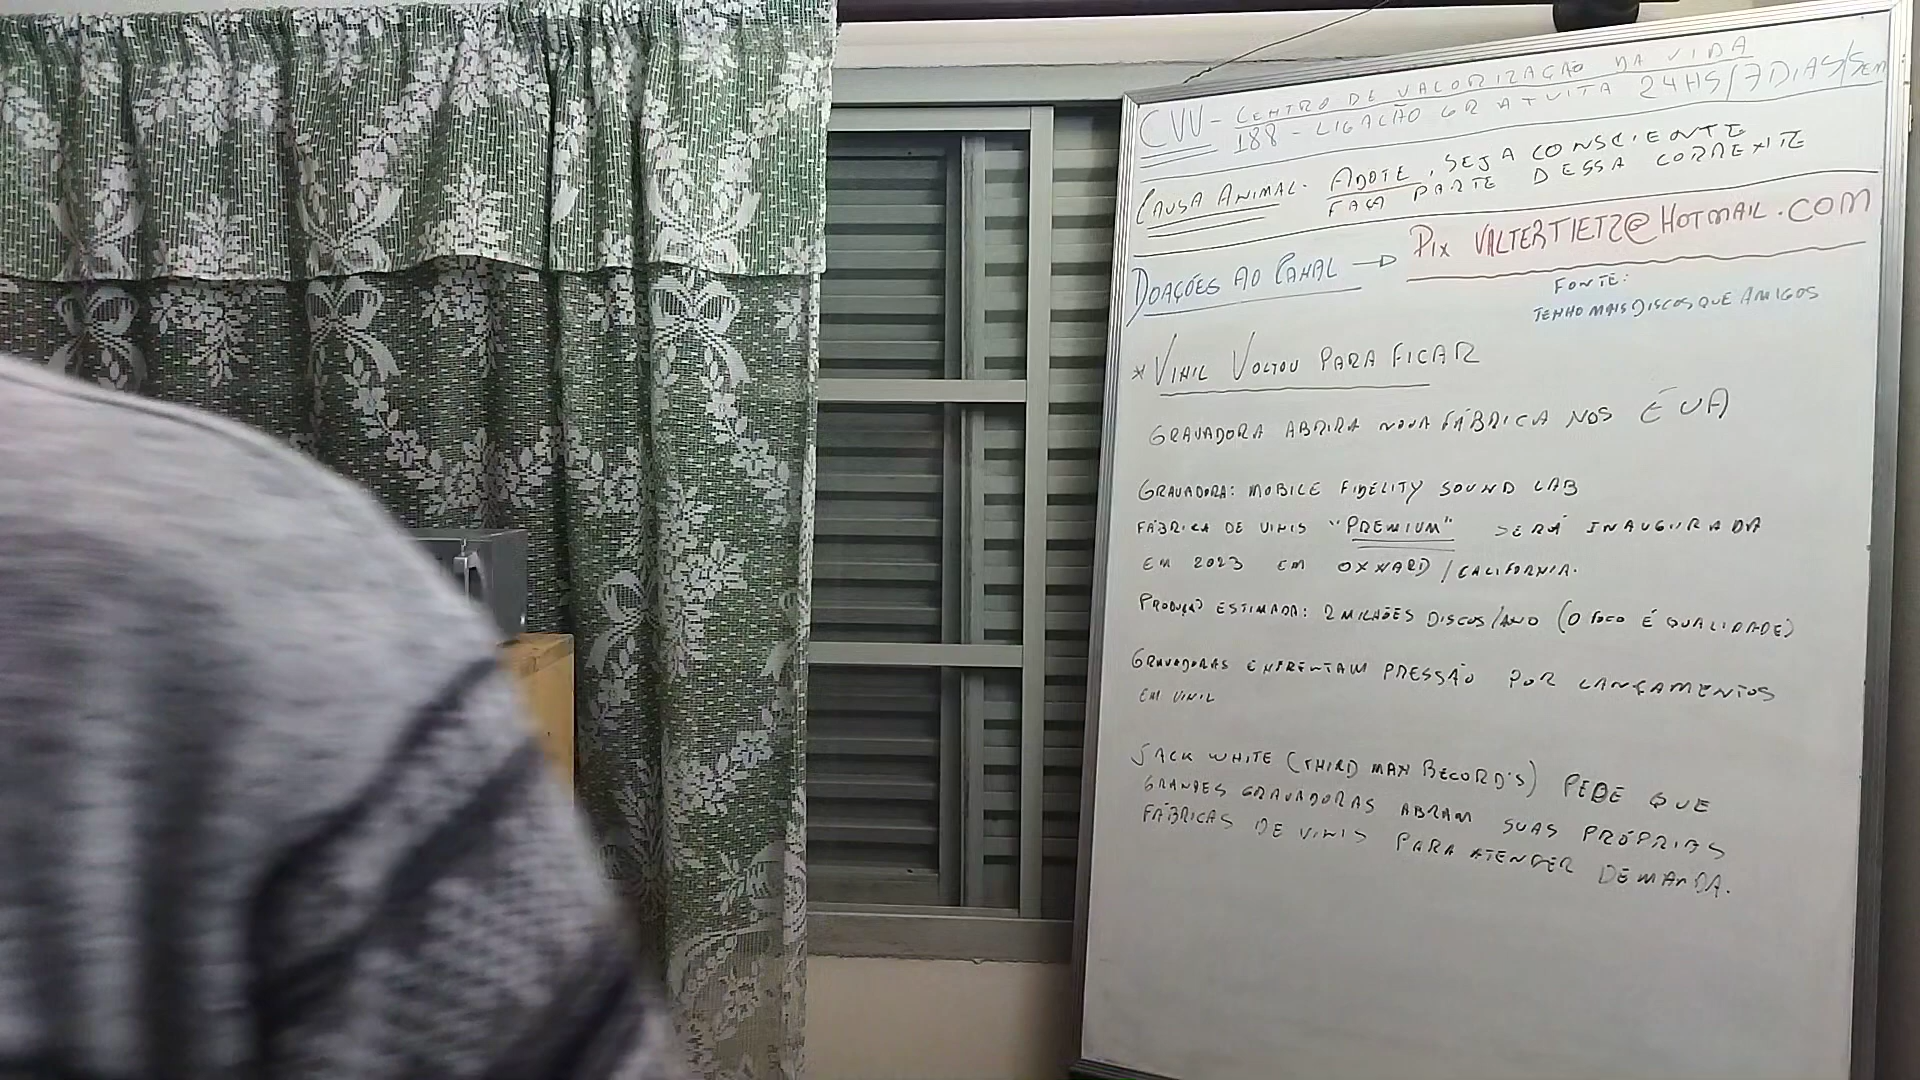 CVV - CENTRO DE VALORIZAÇÃO DA VIDA
188 - LIGAÇÃO GRATUITA 24HS/7DIAS/SEM
CAUSA ANIMAL. ADOTE, SEJA CONSCIENTE
FAÇA PARTE DESSA CORRENTE
DOAÇÕES AO CANAL → PIX VALTERTIETZ@HOTMAIL.COM
FONTE:
TENHO MAIS DISCOS QUE AMIGOS
* VINIL VOLTOU PARA FICAR
GRAVADORA ABRIRA NOVA FÁBRICA NOS EUA
GRAVADORA: MOBILE FIDELITY SOUND LAB
FÁBRICA DE VINIS "PREMIUM" SERÁ INAUGURADA
EM 2023 EM OXNARD/CALIFORNIA.
PRODUÇÃO ESTIMADA: 2 MILHÕES DISCOS/ANO (O FOCO É QUALIDADE)
GRAVADORAS ENFRENTAM PRESSÃO POR LANÇAMENTOS
EM VINIL
JACK WHITE (THIRD MAN RECORD'S) PEDE QUE
GRANDES GRAVADORAS ABRAM SUAS PRÓPRIAS
FÁBRICAS DE VINIS PARA ATENDER DEMANDA.